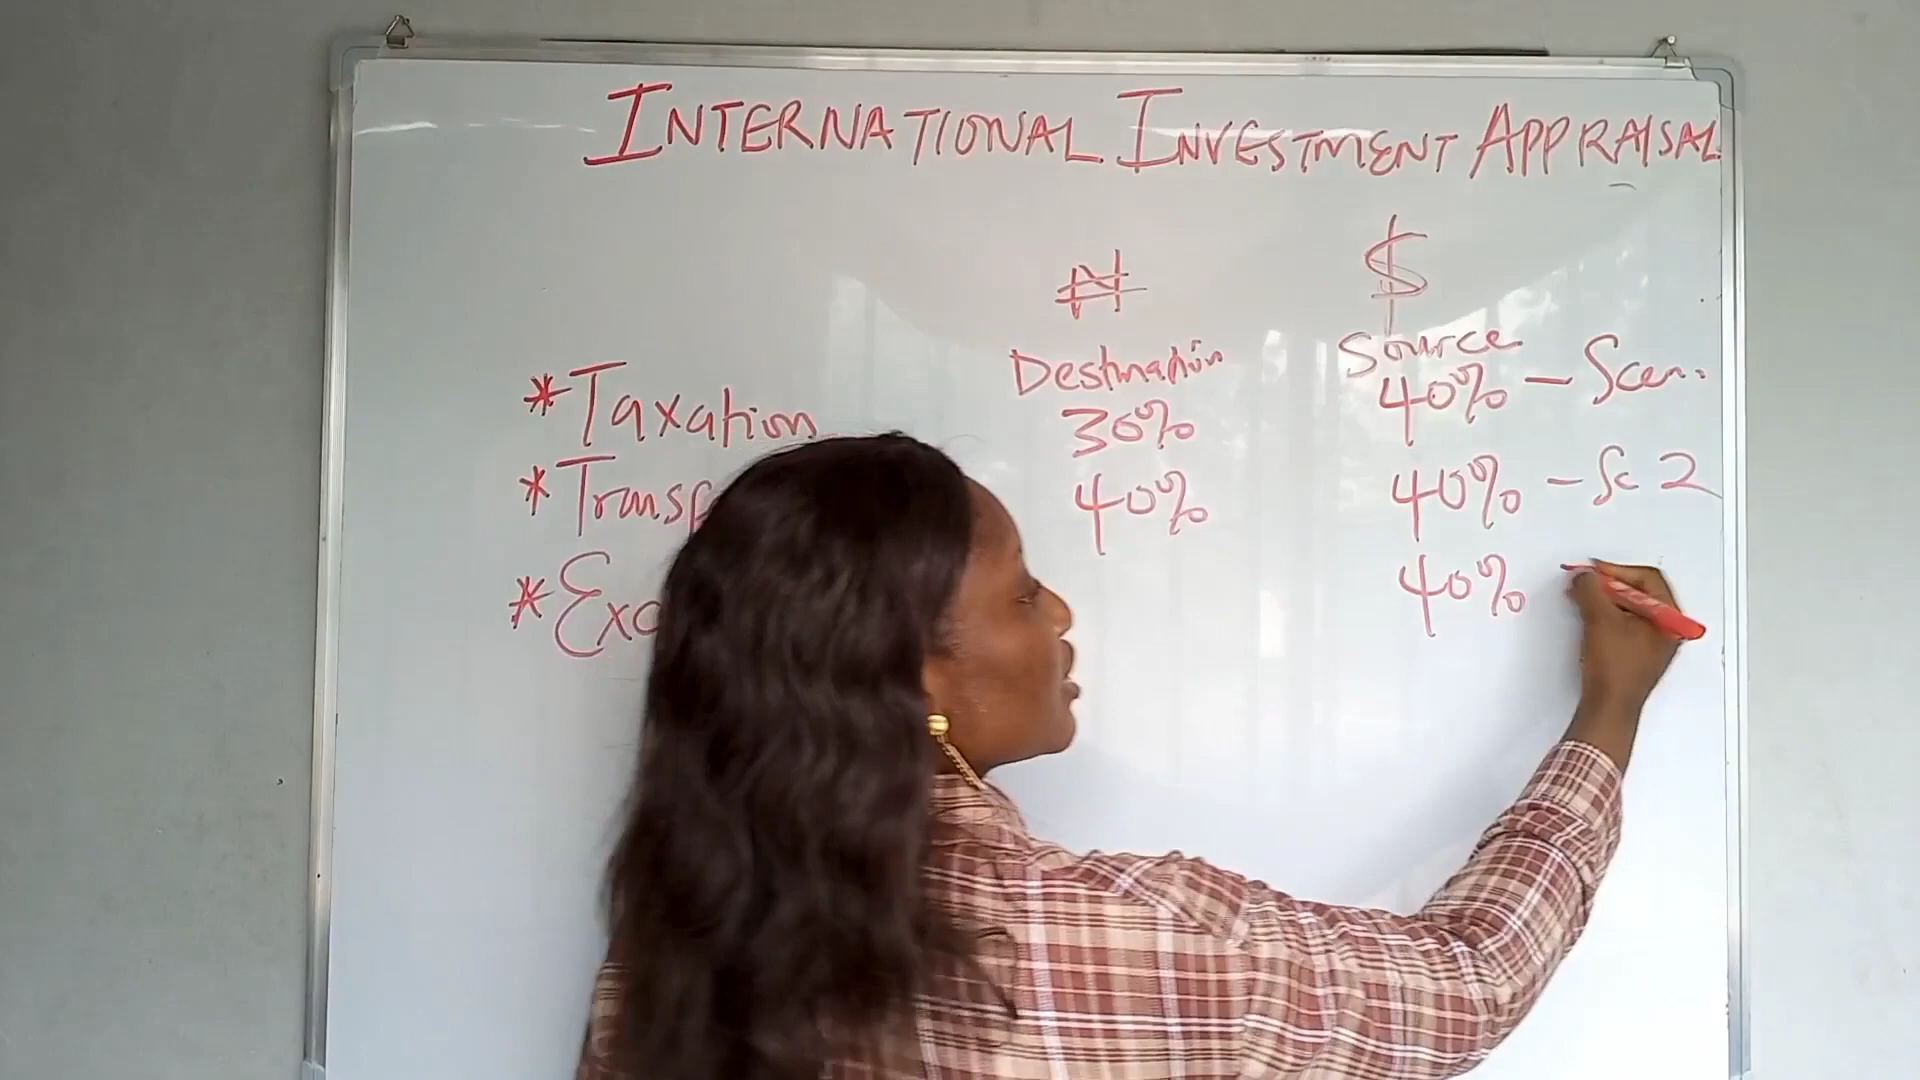 INTERNATIONAL INVESTMENT APPRAISAL
₦ $
Destination Source
* Taxation 30% 40% - Scen.
* Transf 40% 40% - Sc 2
* Exc 40%